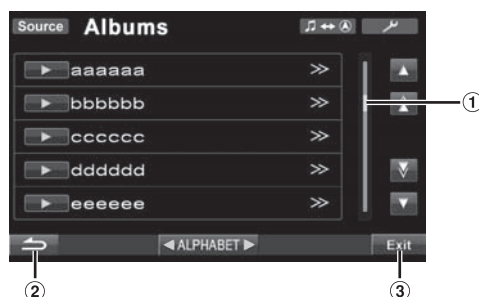 Source Albums
aaaaaa
①
bbbbbb
cccccc
dddddd
eeeeee
◀ALPHABET▶ Exit
② ③